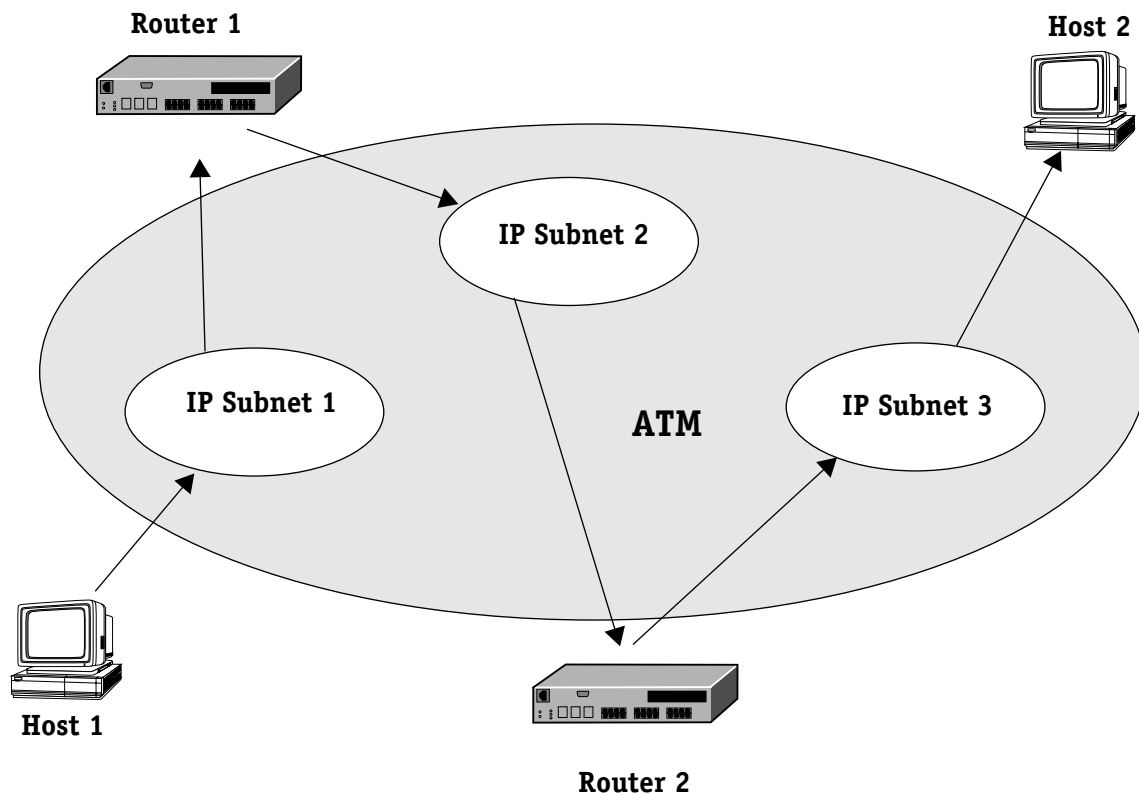 Router 1
Host 2
IP Subnet 2
IP Subnet 1
IP Subnet 3
ATM
Host 1
Router 2